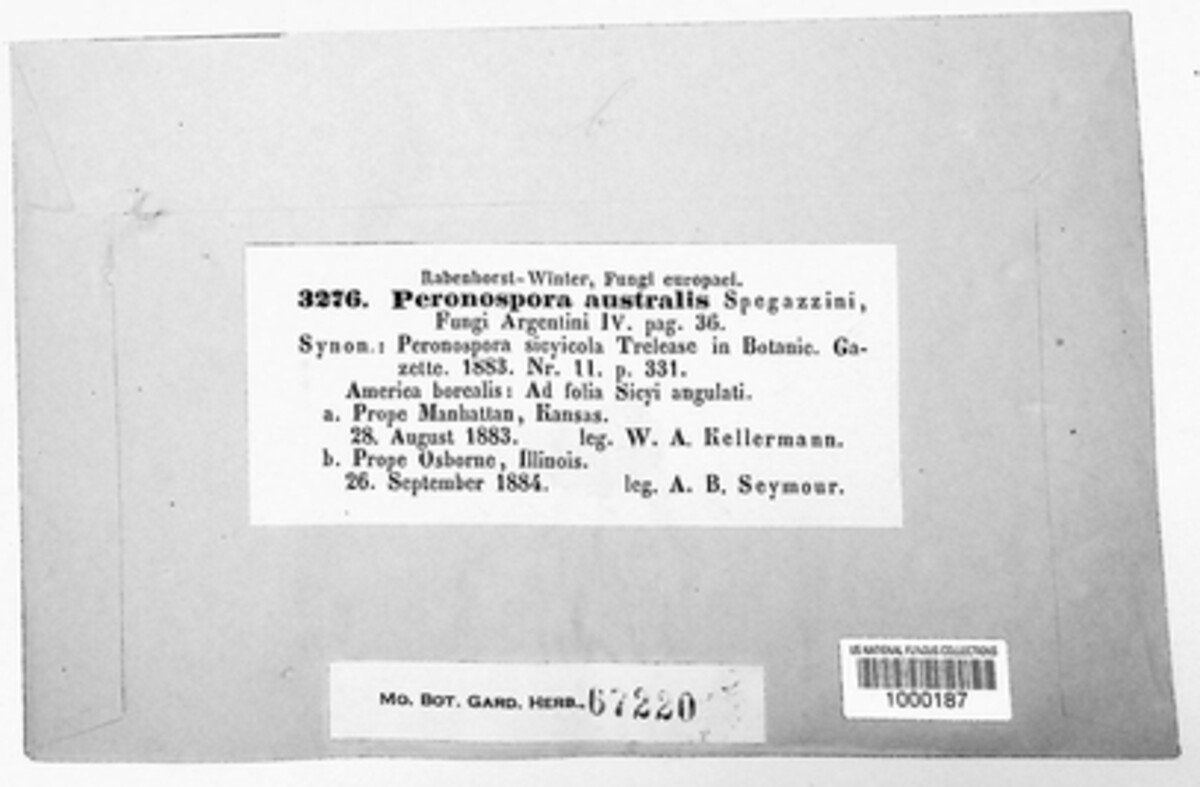 Rabenhorst-Winter, Fungi europaei.
3276. Peronospora australis Spegazzini,
Fungi Argentini IV. pag. 36.
Synon.: Peronospora sicyicola Trelease in Botanic. Ga-
zette. 1883. Nr. 11. p. 331.
America borealis: Ad folia Sicyi angulati.
a. Prope Manhattan, Kansas.
28. August 1883. leg. W. A. Kellermann.
b. Prope Osborne, Illinois.
26. September 1884. leg. A. B. Seymour.
US NATIONAL FUNGUS COLLECTIONS
1000187
MO. BOT. GARD. HERB. 67220